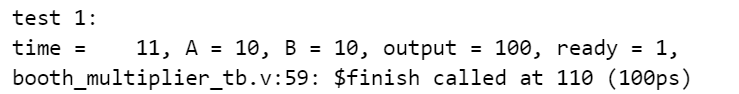 test 1:
time =    11, A = 10, B = 10, output = 100, ready = 1,
booth_multiplier_tb.v:59: $finish called at 110 (100ps)